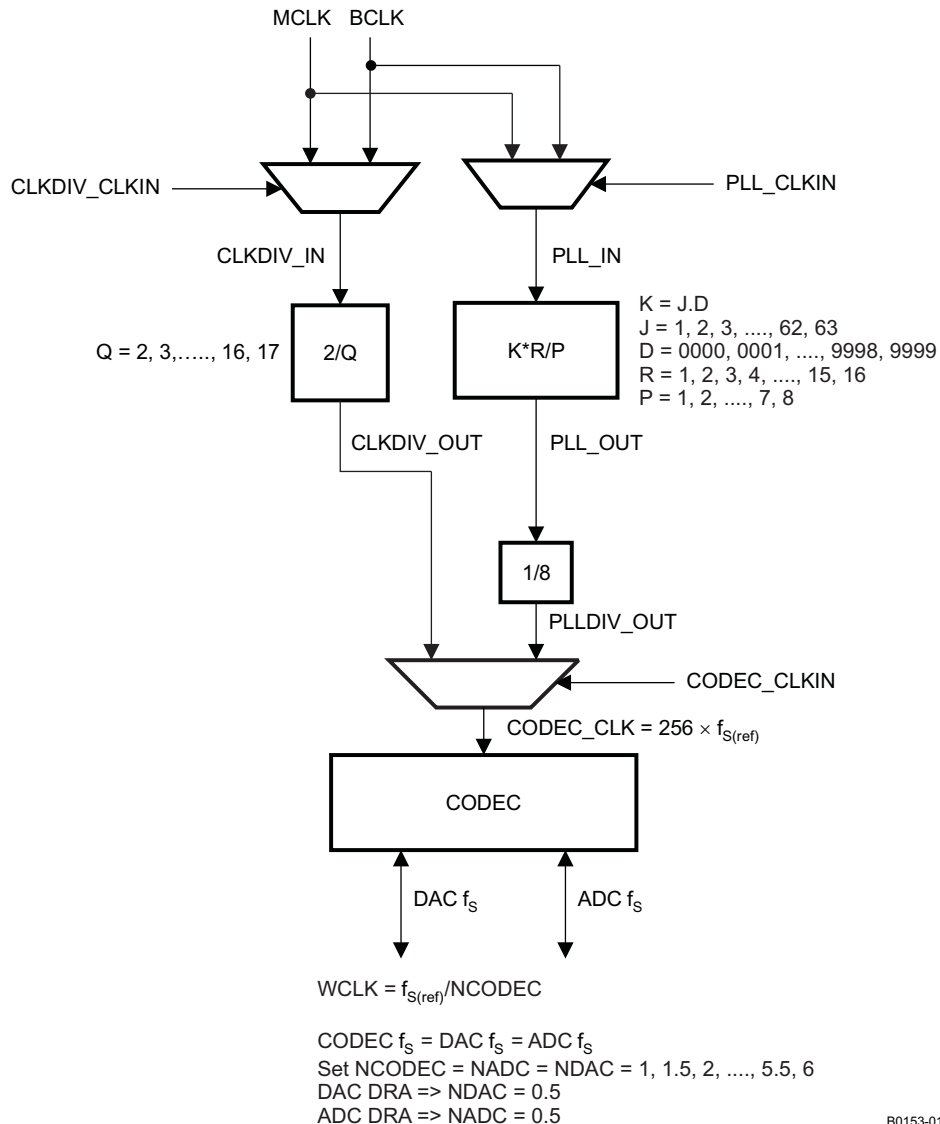 MCLK BCLK
CLKDIV_CLKIN
PLL_CLKIN
CLKDIV_IN
PLL_IN
Q = 2, 3,....., 16, 17
2/Q
K*R/P
K = J.D
J = 1, 2, 3, ...., 62, 63
D = 0000, 0001, ...., 9998, 9999
R = 1, 2, 3, 4, ...., 15, 16
P = 1, 2, ...., 7, 8
CLKDIV_OUT
PLL_OUT
1/8
PLLDIV_OUT
CODEC_CLKIN
CODEC_CLK = 256 × fS(ref)
CODEC
DAC fS
ADC fS
WCLK = fS(ref)/NCODEC
CODEC fS = DAC fS = ADC fS
Set NCODEC = NADC = NDAC = 1, 1.5, 2, ...., 5.5, 6
DAC DRA => NDAC = 0.5
ADC DRA => NADC = 0.5
B0153-01